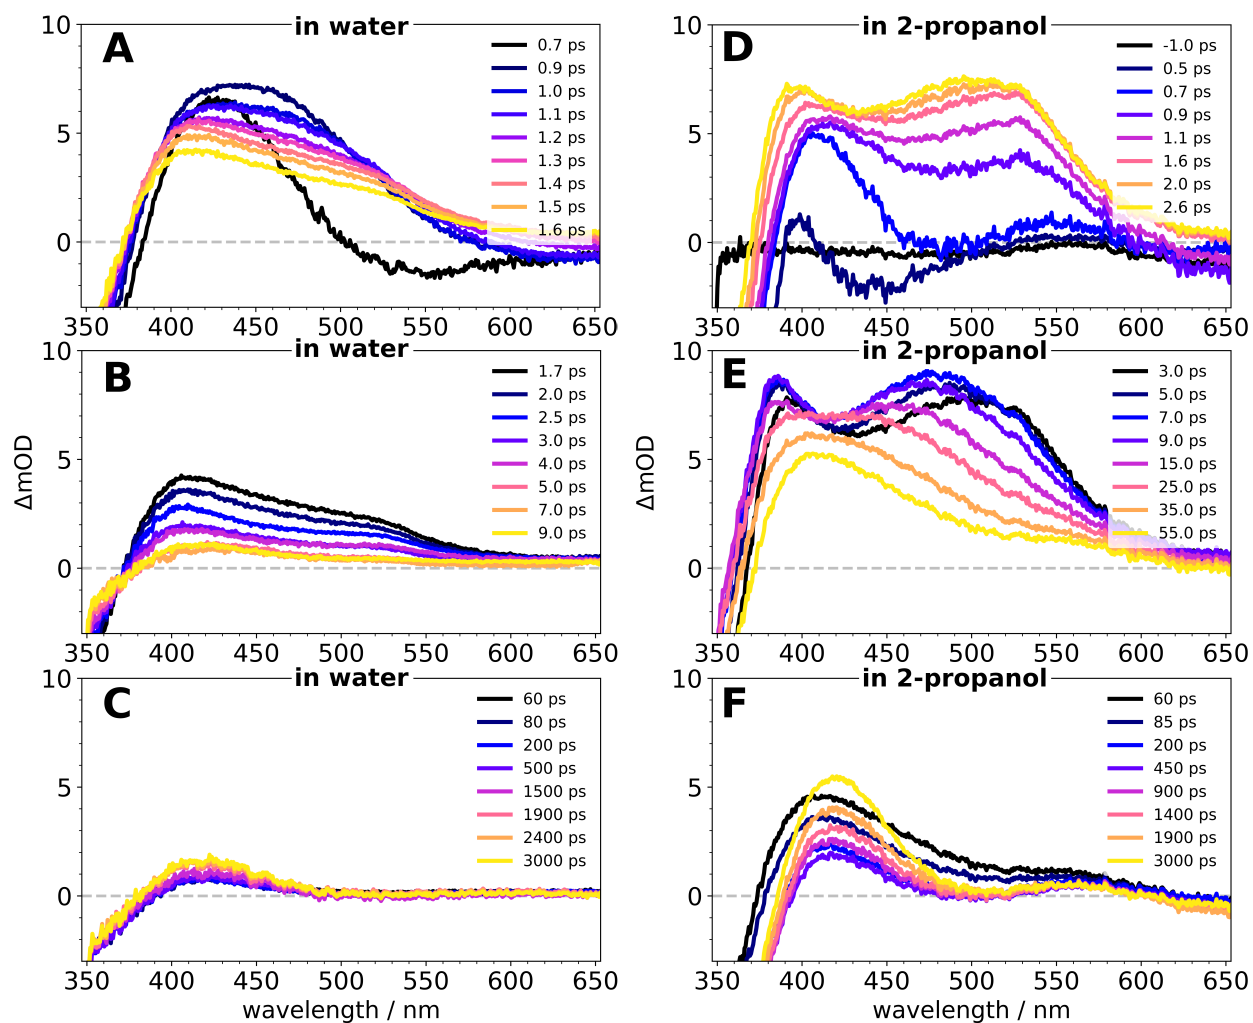 in water
A
10
5
0
0.7 ps
0.9 ps
1.0 ps
1.1 ps
1.2 ps
1.3 ps
1.4 ps
1.5 ps
1.6 ps
350 400 450 500 550 600 650
in 2-propanol
D
10
5
0
-1.0 ps
0.5 ps
0.7 ps
0.9 ps
1.1 ps
1.6 ps
2.0 ps
2.6 ps
350 400 450 500 550 600 650
in water
B
ΔmOD
10
5
0
1.7 ps
2.0 ps
2.5 ps
3.0 ps
4.0 ps
5.0 ps
7.0 ps
9.0 ps
350 400 450 500 550 600 650
in 2-propanol
E
ΔmOD
10
5
0
3.0 ps
5.0 ps
7.0 ps
9.0 ps
15.0 ps
25.0 ps
35.0 ps
55.0 ps
350 400 450 500 550 600 650
in water
C
10
5
0
60 ps
80 ps
200 ps
500 ps
1500 ps
1900 ps
2400 ps
3000 ps
350 400 450 500 550 600 650
wavelength / nm
in 2-propanol
F
10
5
0
60 ps
85 ps
200 ps
450 ps
900 ps
1400 ps
1900 ps
3000 ps
350 400 450 500 550 600 650
wavelength / nm